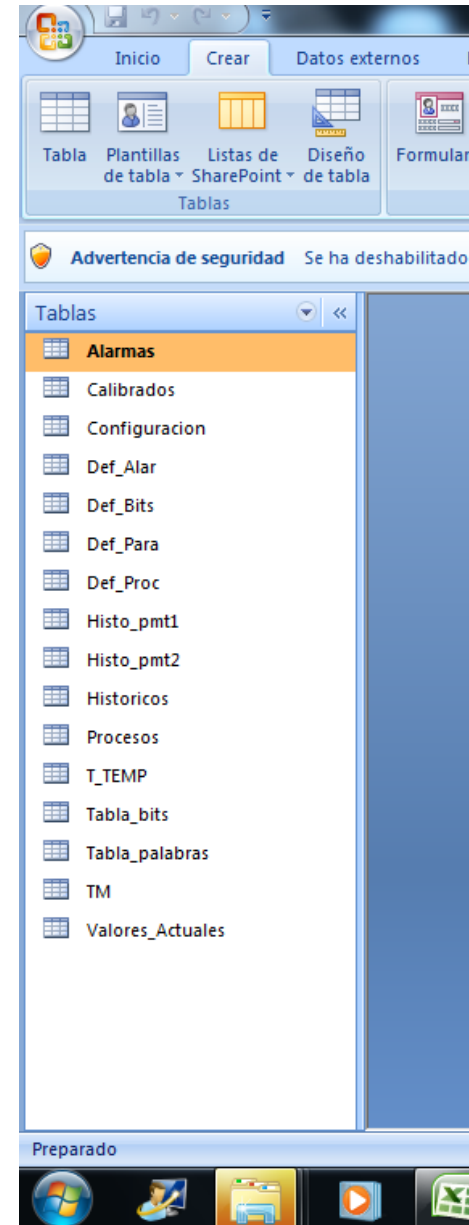 Inicio Crear Datos externos
Tabla Plantillas de tabla Listas de SharePoint Diseño de tabla Formular
Tablas
Advertencia de seguridad Se ha deshabilitado
Tablas
Alarmas
Calibrados
Configuracion
Def_Alar
Def_Bits
Def_Para
Def_Proc
Histo_pmt1
Histo_pmt2
Historicos
Procesos
T_TEMP
Tabla_bits
Tabla_palabras
TM
Valores_Actuales
Preparado